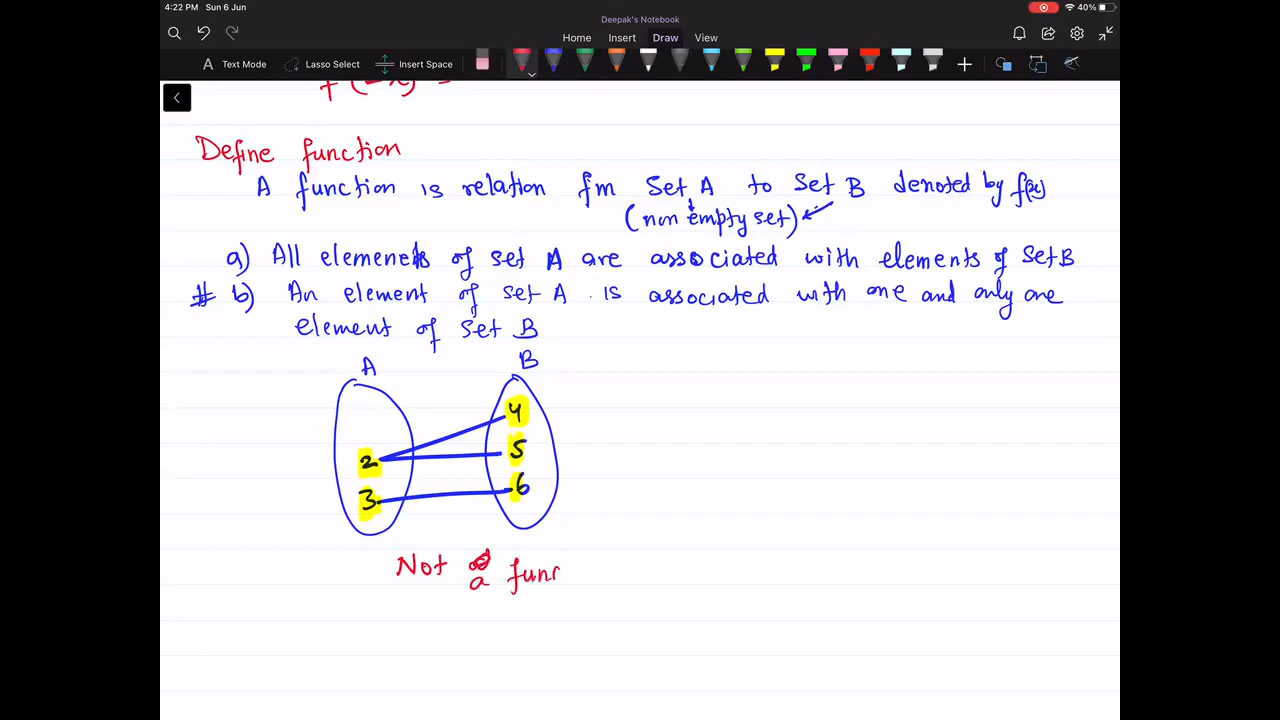 4:22 PM Sun 6 Jun
40%
Deepak's Notebook
Home Insert Draw View
A Text Mode Lasso Select Insert Space
Define function
A function is relation fm Set A to Set B denoted by f(x)
(non empty set)
a) All elements of set A are associated with elements of Set B
# b) An element of set A is associated with one and only one
element of set B
A B
4
2 5
3 6
Not a func